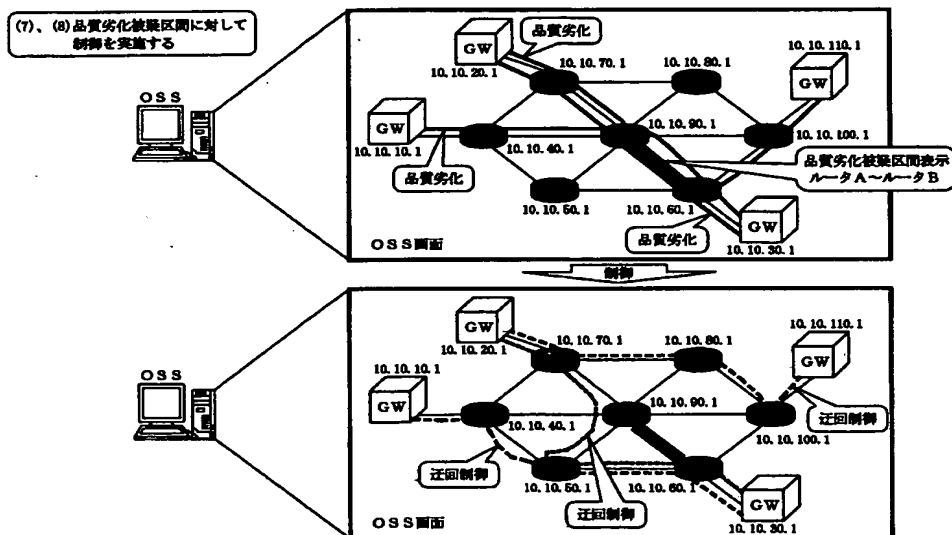 (7)、(8)品質劣化被疑区間に対して
制御を実施する
OSS
GW
10.10.20.1
品質劣化
10.10.70.1
10.10.80.1
10.10.110.1
GW
GW
10.10.10.1
10.10.40.1
10.10.90.1
10.10.100.1
品質劣化
品質劣化被疑区間表示
ルータA~ルータB
10.10.50.1
10.10.60.1
GW
10.10.30.1
品質劣化
OSS画面
制御
OSS
GW
10.10.20.1
10.10.70.1
10.10.80.1
10.10.110.1
GW
10.10.10.1
GW
10.10.40.1
10.10.90.1
10.10.100.1
迂回制御
迂回制御
10.10.50.1
迂回制御
10.10.60.1
GW
10.10.30.1
OSS画面